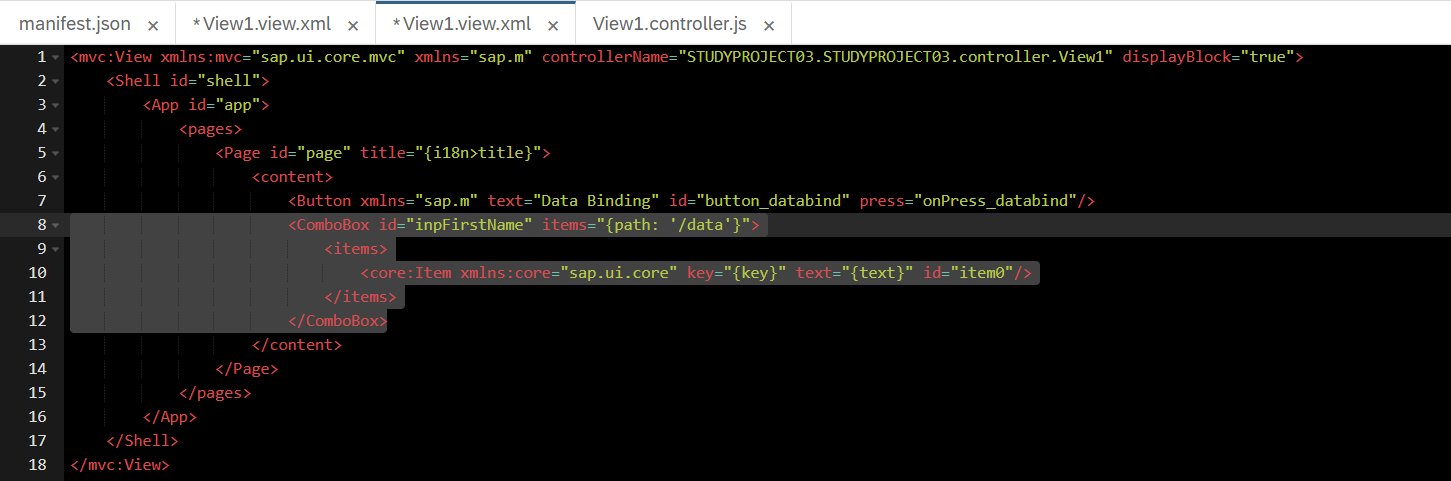 manifest.json × *View1.view.xml × *View1.view.xml × View1.controller.js ×
1 <mvc:View xmlns:mvc="sap.ui.core.mvc" xmlns="sap.m" controllerName="STUDYPROJECT03.STUDYPROJECT03.controller.View1" displayBlock="true">
2 <Shell id="shell">
3 <App id="app">
4 <pages>
5 <Page id="page" title="{i18n>title}">
6 <content>
7 <Button xmlns="sap.m" text="Data Binding" id="button_databind" press="onPress_databind"/>
8 <ComboBox id="inpFirstName" items="{path: '/data'}">
9 <items>
10 <core:Item xmlns:core="sap.ui.core" key="{key}" text="{text}" id="item0"/>
11 </items>
12 </ComboBox>
13 </content>
14 </Page>
15 </pages>
16 </App>
17 </Shell>
18 </mvc:View>